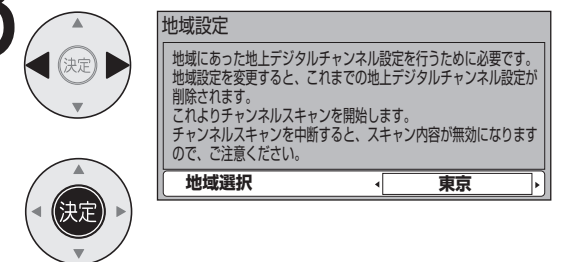 決定
地域設定
地域にあった地上デジタルチャンネル設定を行うために必要です。
地域設定を変更すると、これまでの地上デジタルチャンネル設定が
削除されます。
これよりチャンネルスキャンを開始します。
チャンネルスキャンを中断すると、スキャン内容が無効になります
ので、ご注意ください。
地域選択 東京
決定